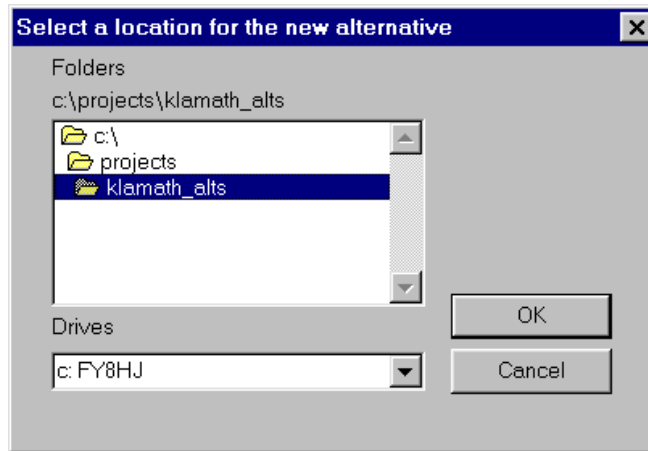 Select a location for the new alternative
Folders
c:\projects\klamath_alts
c:\
projects
klamath_alts
OK
Drives
c: FY8HJ
Cancel